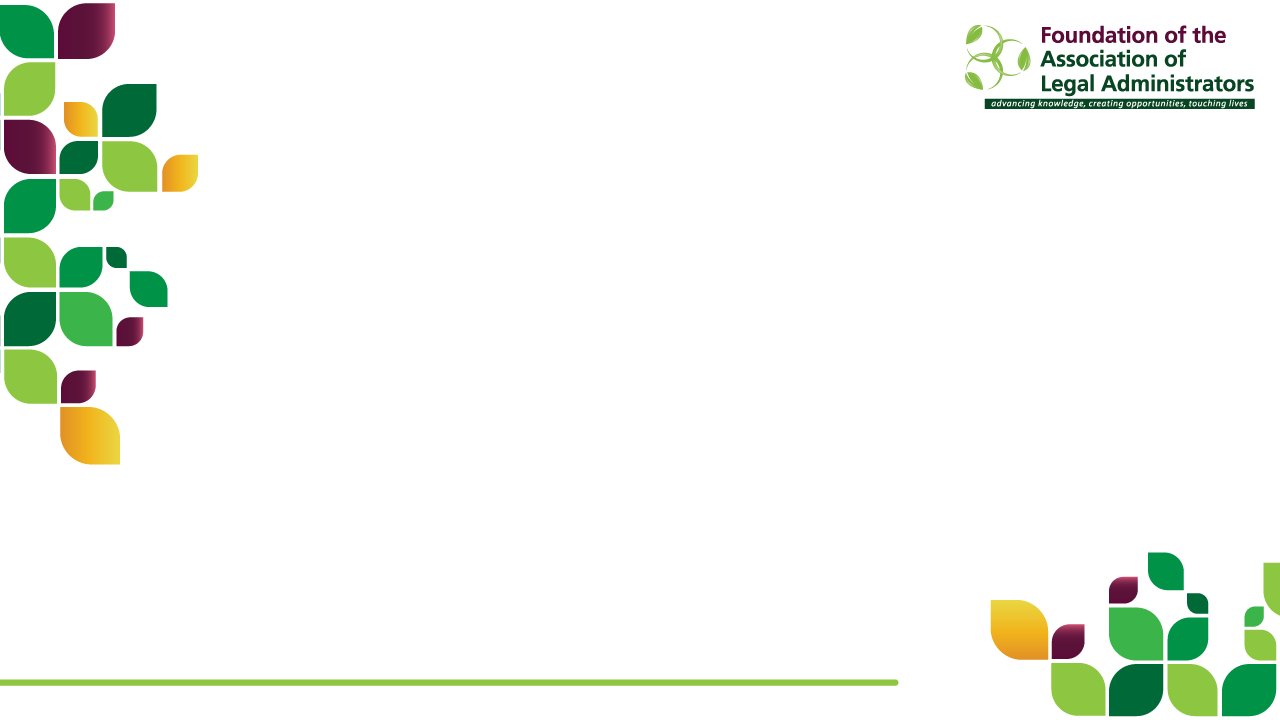 Foundation of the
Association of
Legal Administrators
advancing knowledge, creating opportunities, touching lives